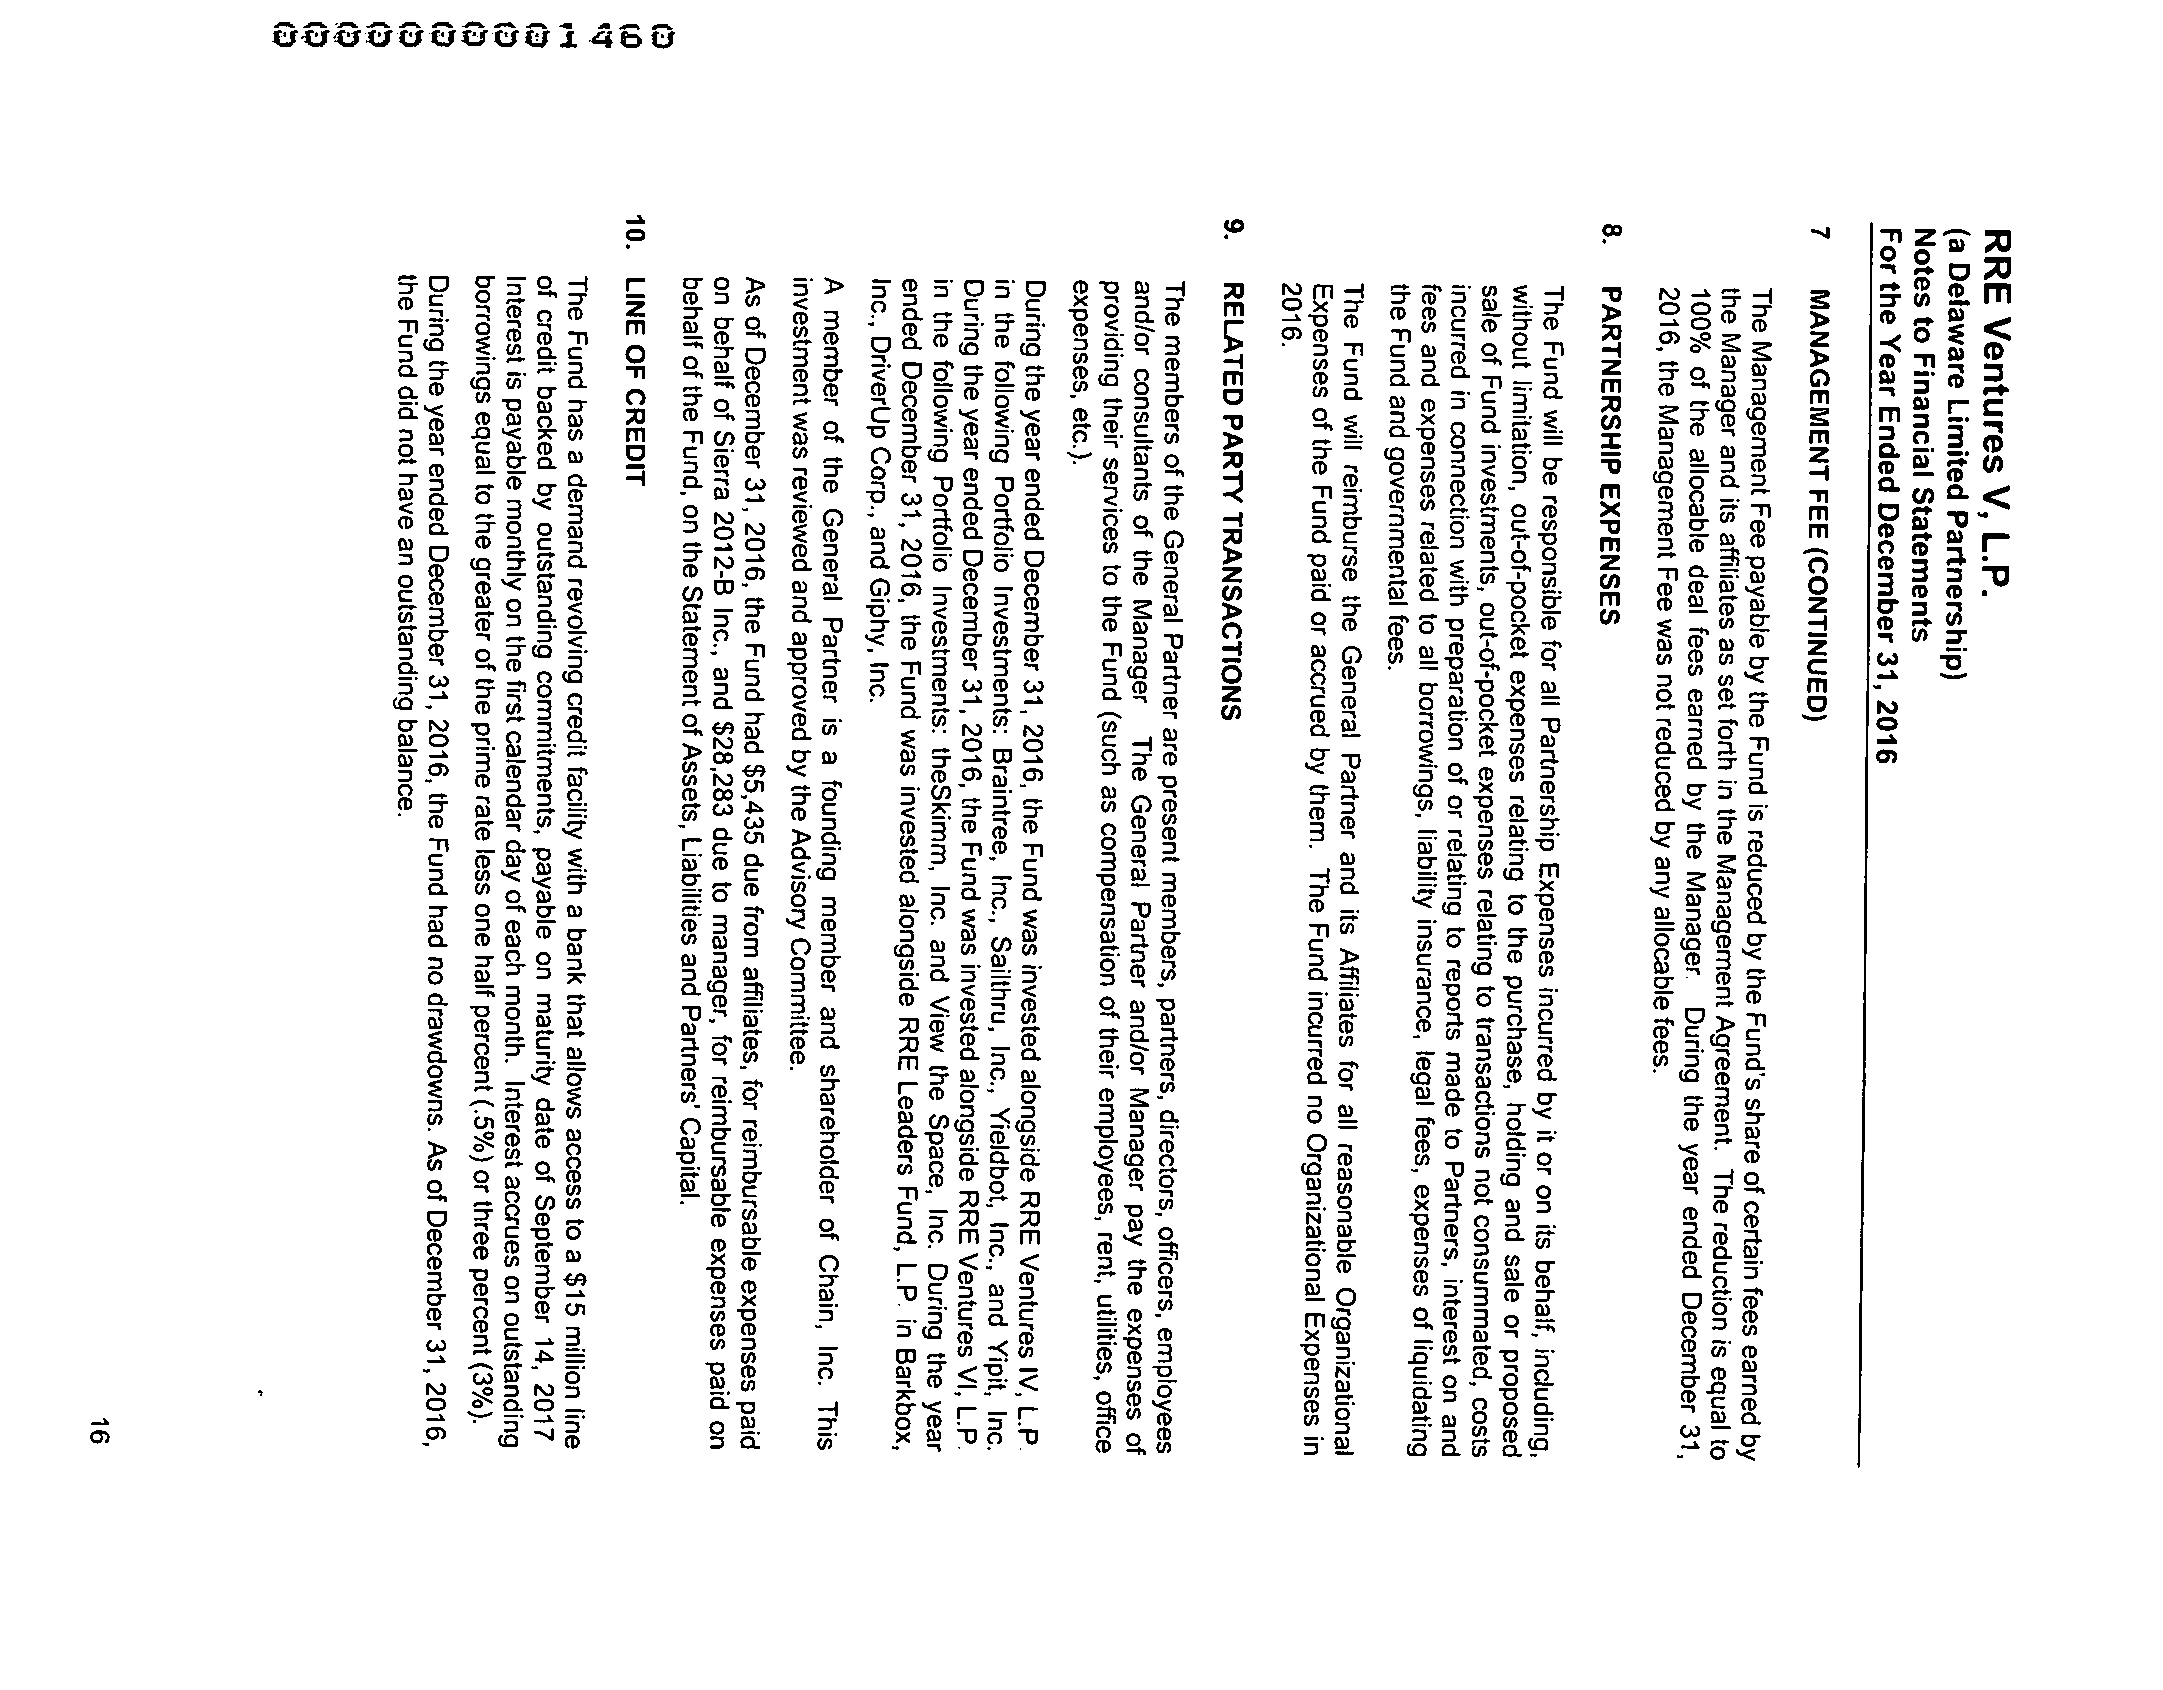 RRE Ventures V, L.P.
(a Delaware Limited Partnership)
Notes to Financial Statements
For the Year Ended December 31, 2016
7 MANAGEMENT FEE (CONTINUED)
The Management Fee payable by the Fund is reduced by the Fund's share of certain fees earned by
the Manager and its affiliates as set forth in the Management Agreement. The reduction is equal to
100% of the allocable deal fees earned by the Manager. During the year ended December 31,
2016, the Management Fee was not reduced by any allocable fees.
8. PARTNERSHIP EXPENSES
The Fund will be responsible for all Partnership Expenses incurred by it or on its behalf, including,
without limitation, out-of-pocket expenses relating to the purchase, holding and sale or proposed
sale of Fund investments, out-of-pocket expenses relating to transactions not consummated, costs
incurred in connection with preparation of or relating to reports made to Partners, interest on and
fees and expenses related to all borrowings, liability insurance, legal fees, expenses of liquidating
the Fund and governmental fees.
The Fund will reimburse the General Partner and its Affiliates for all reasonable Organizational
Expenses of the Fund paid or accrued by them. The Fund incurred no Organizational Expenses in
2016.
9. RELATED PARTY TRANSACTIONS
The members of the General Partner are present members, partners, directors, officers, employees
and/or consultants of the Manager The General Partner and/or Manager pay the expenses of
providing their services to the Fund (such as compensation of their employees, rent, utilities, office
expenses, etc.).
During the year ended December 31, 2016, the Fund was invested alongside RRE Ventures IV, L.P.
in the following Portfolio Investments: Braintree, Inc., Sailthru, Inc., Yieldbot, Inc., and Yipit, Inc.
During the year ended December 31, 2016, the Fund was invested alongside RRE Ventures VI, L.P.
in the following Portfolio Investments: theSkimm, Inc. and View the Space, Inc. During the year
ended December 31, 2016, the Fund was invested alongside RRE Leaders Fund, L.P. in Barkbox,
Inc., DriverUp Corp., and Giphy, Inc.
A member of the General Partner is a founding member and shareholder of Chain, Inc. This
investment was reviewed and approved by the Advisory Committee.
As of December 31, 2016, the Fund had $5,435 due from affiliates, for reimbursable expenses paid
on behalf of Sierra 2012-B Inc., and $28,283 due to manager, for reimbursable expenses paid on
behalf of the Fund, on the Statement of Assets, Liabilities and Partners' Capital.
10. LINE OF CREDIT
The Fund has a demand revolving credit facility with a bank that allows access to a $15 million line
of credit backed by outstanding commitments, payable on maturity date of September 14, 2017
Interest is payable monthly on the first calendar day of each month. Interest accrues on outstanding
borrowings equal to the greater of the prime rate less one half percent (.5%) or three percent (3%).
During the year ended December 31, 2016, the Fund had no drawdowns. As of December 31, 2016,
the Fund did not have an outstanding balance.
16
0000000001460